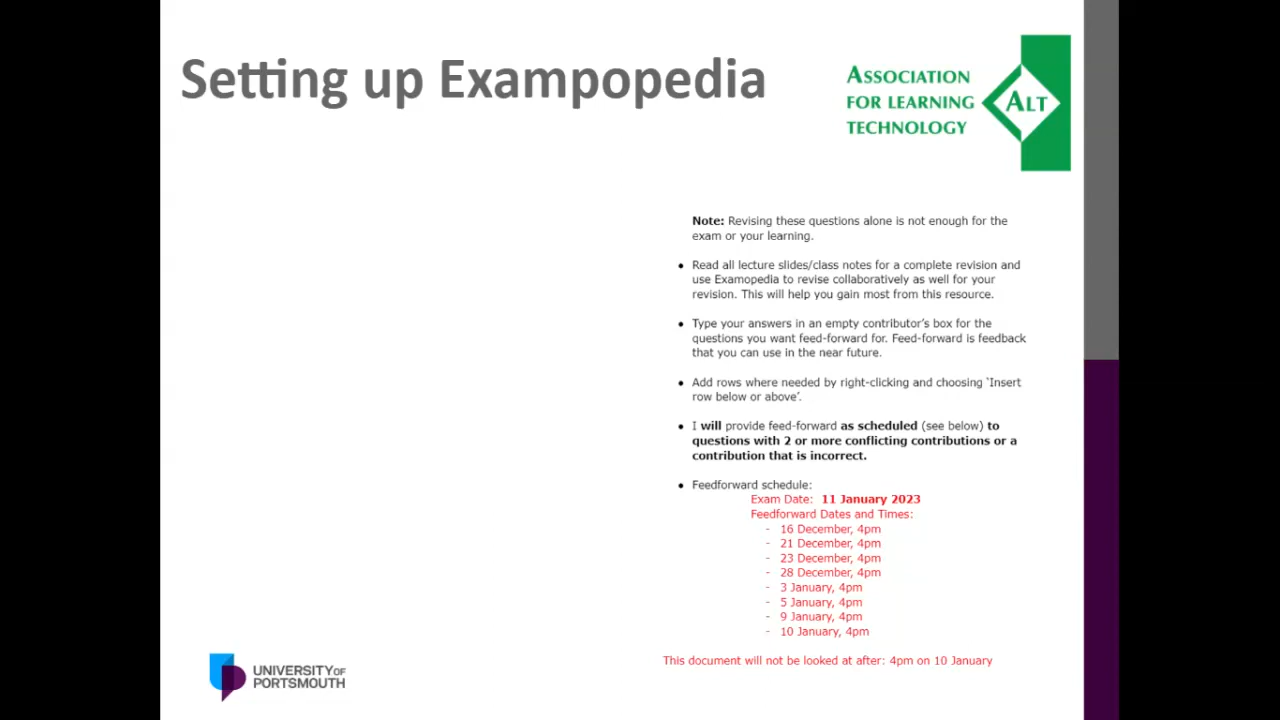 Setting up Exampopedia
ASSOCIATION
FOR LEARNING
TECHNOLOGY
ALT
Note: Revising these questions alone is not enough for the
exam or your learning.
• Read all lecture slides/class notes for a complete revision and
use Examopedia to revise collaboratively as well for your
revision. This will help you gain most from this resource.
• Type your answers in an empty contributor's box for the
questions you want feed-forward for. Feed-forward is feedback
that you can use in the near future.
• Add rows where needed by right-clicking and choosing 'Insert
row below or above'.
• I will provide feed-forward as scheduled (see below) to
questions with 2 or more conflicting contributions or a
contribution that is incorrect.
• Feedforward schedule:
Exam Date: 11 January 2023
Feedforward Dates and Times:
- 16 December, 4pm
- 21 December, 4pm
- 23 December, 4pm
- 28 December, 4pm
- 3 January, 4pm
- 5 January, 4pm
- 9 January, 4pm
- 10 January, 4pm
This document will not be looked at after: 4pm on 10 January
UNIVERSITY OF
PORTSMOUTH